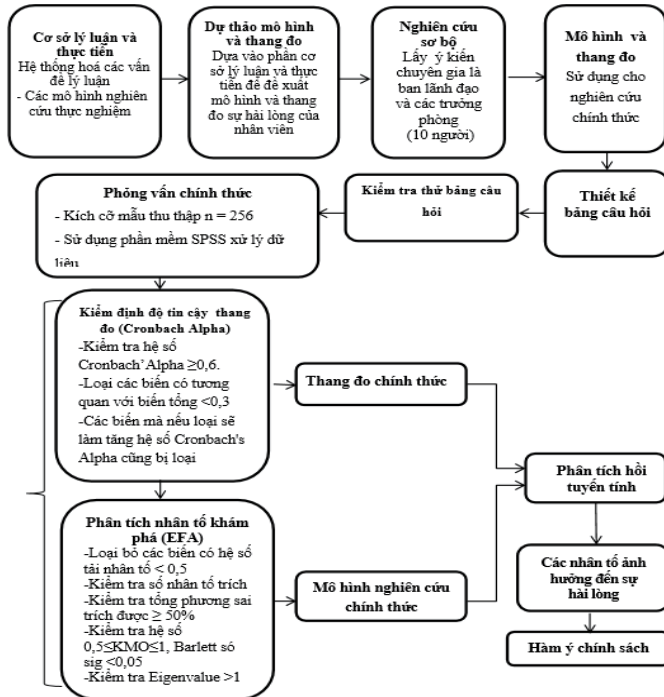 Cơ sở lý luận và
thực tiễn
Hệ thống hoá các vấn
đề lý luận
- Các mô hình nghiên
cứu thực nghiệm
Dự thảo mô hình
và thang đo
Dựa vào phần cơ
sở lý luận và thực
tiễn để đề xuất
mô hình và thang
đo sự hài lòng của
nhân viên
Nghiên cứu
sơ bộ
Lấy ý kiến
chuyên gia là
ban lãnh đạo
và các trưởng
phòng
(10 người)
Mô hình và
thang đo
Sử dụng cho
nghiên cứu
chính thức
Thiết kế
bảng câu hỏi
Kiểm tra thử bảng câu
hỏi
Phỏng vấn chính thức
- Kích cỡ mẫu thu thập n = 256
- Sử dụng phần mềm SPSS xử lý dữ
liệu
Kiểm định độ tin cậy thang
đo (Cronbach Alpha)
-Kiểm tra hệ số
Cronbach’Alpha ≥0,6.
-Loại các biến có tương
quan với biến tổng <0,3
-Các biến mà nếu loại sẽ
làm tăng hệ số Cronbach's
Alpha cũng bị loại
Thang đo chính thức
Phân tích nhân tố khám
phá (EFA)
-Loại bỏ các biến có hệ số
tải nhân tố < 0,5
-Kiểm tra số nhân tố trích
-Kiểm tra tổng phương sai
trích được ≥ 50%
-Kiểm tra hệ số
0,5≤KMO≤1, Barlett só
sig <0,05
-Kiểm tra Eigenvalue >1
Mô hình nghiên cứu
chính thức
Phân tích hồi
tuyến tính
Các nhân tố ảnh
hưởng đến sự
hài lòng
Hàm ý chính sách